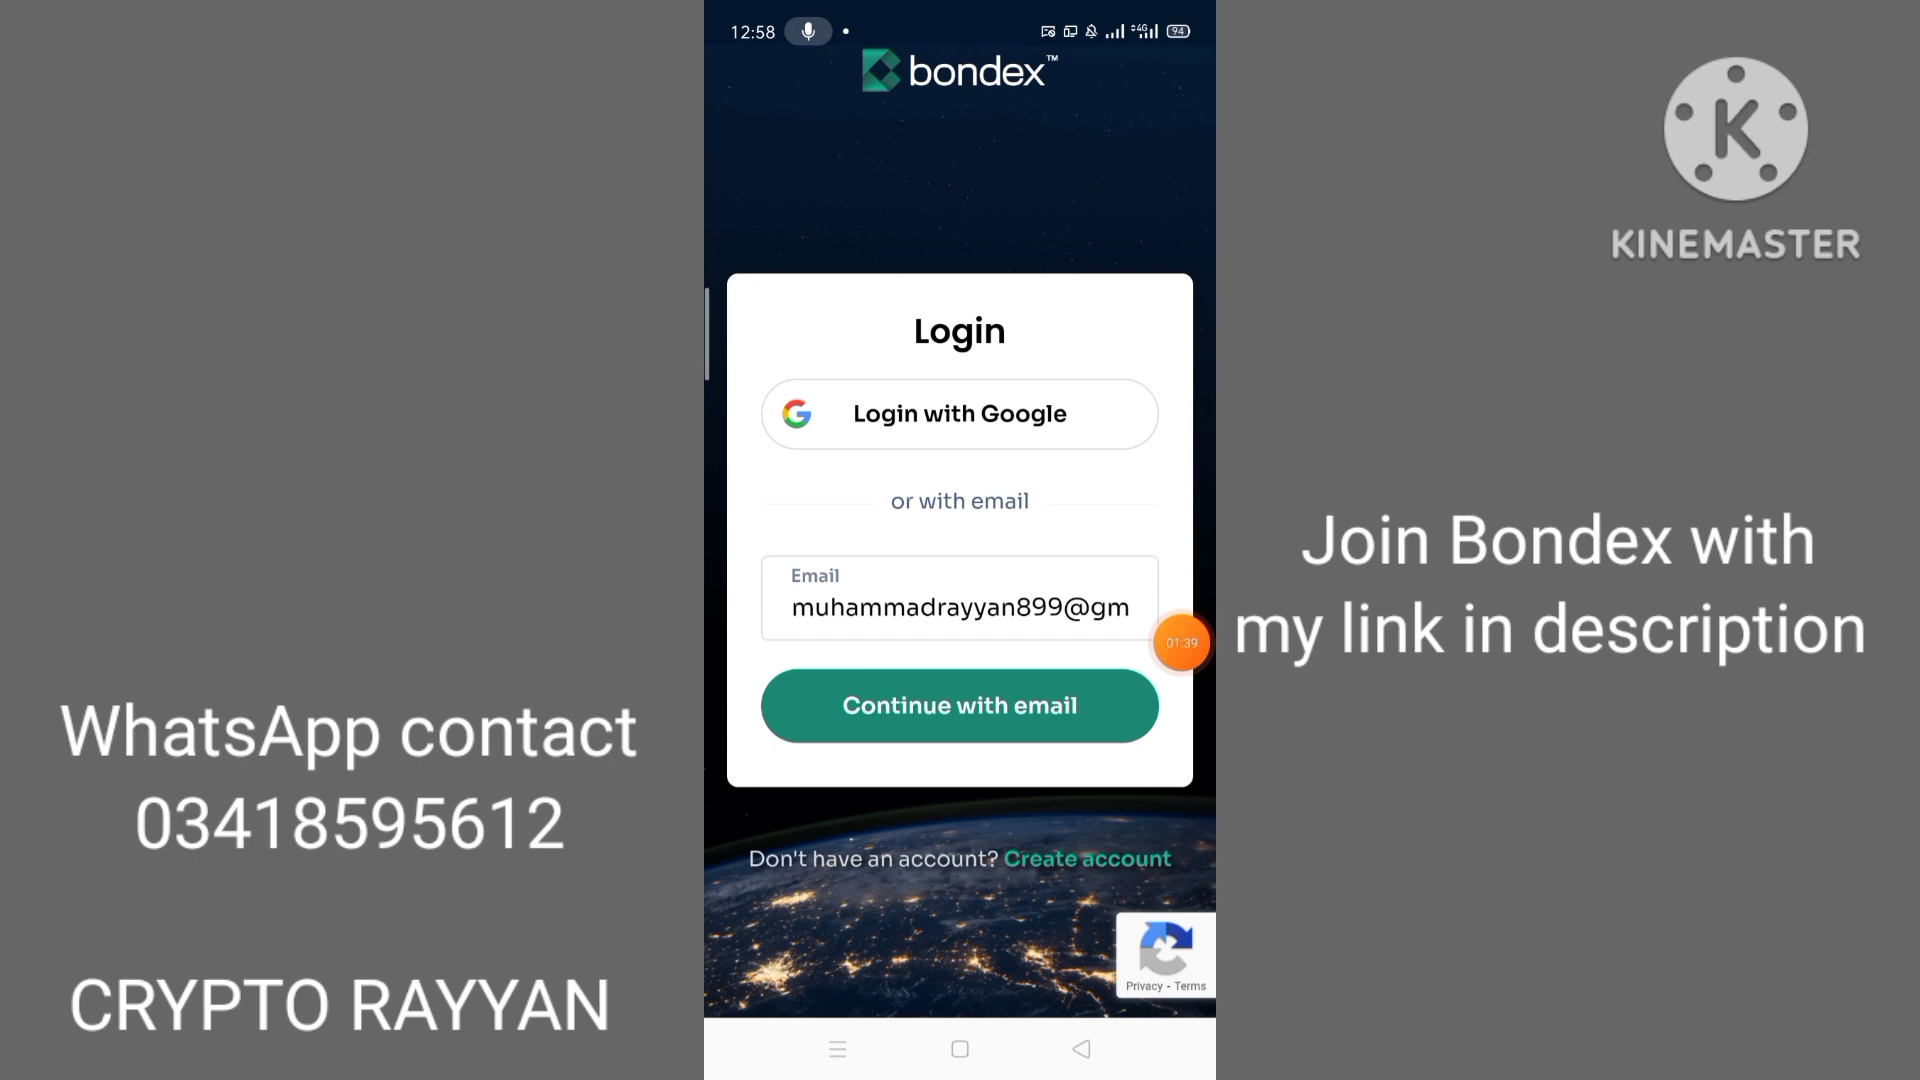 12:58
4G
94
bondex™
K
KINEMASTER
Login
Login with Google
or with email
Email
muhammadrayyan899@gm
01:39
Continue with email
Don't have an account? Create account
Privacy - Terms
WhatsApp contact
03418595612
CRYPTO RAYYAN
Join Bondex with
my link in description